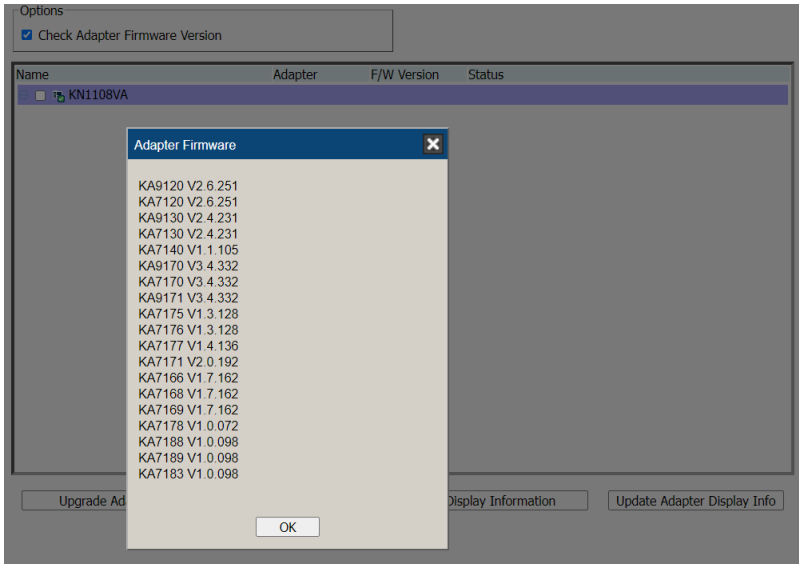 Options
Check Adapter Firmware Version
Name Adapter F/W Version Status
KN1108VA
Adapter Firmware
KA9120 V2.6.251
KA7120 V2.6.251
KA9130 V2.4.231
KA7130 V2.4.231
KA7140 V1.1.105
KA9170 V3.4.332
KA7170 V3.4.332
KA9171 V3.4.332
KA7175 V1.3.128
KA7176 V1.3.128
KA7177 V1.4.136
KA7171 V2.0.192
KA7166 V1.7.162
KA7168 V1.7.162
KA7169 V1.7.162
KA7178 V1.0.072
KA7188 V1.0.098
KA7189 V1.0.098
KA7183 V1.0.098
Upgrade Ad Display Information Update Adapter Display Info
OK